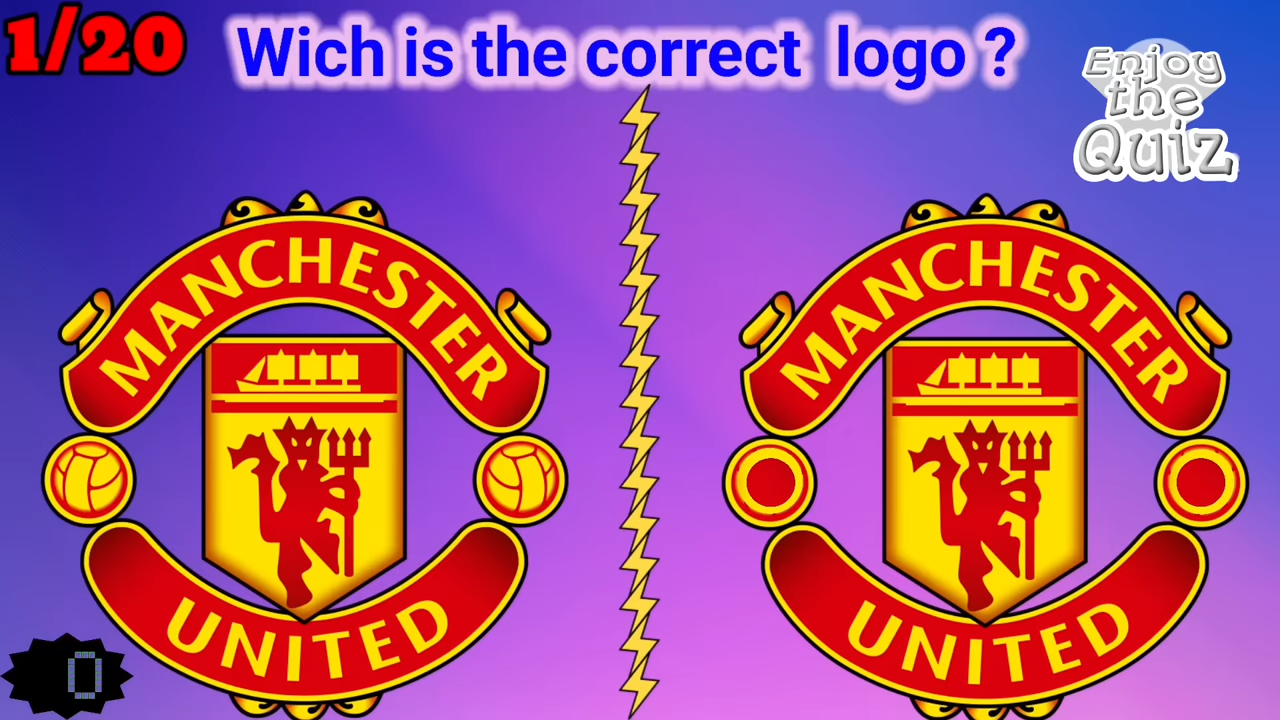 1/20
Wich is the correct logo ?
Enjoy
the
Quiz
MANCHESTER
UNITED
MANCHESTER
UNITED
0